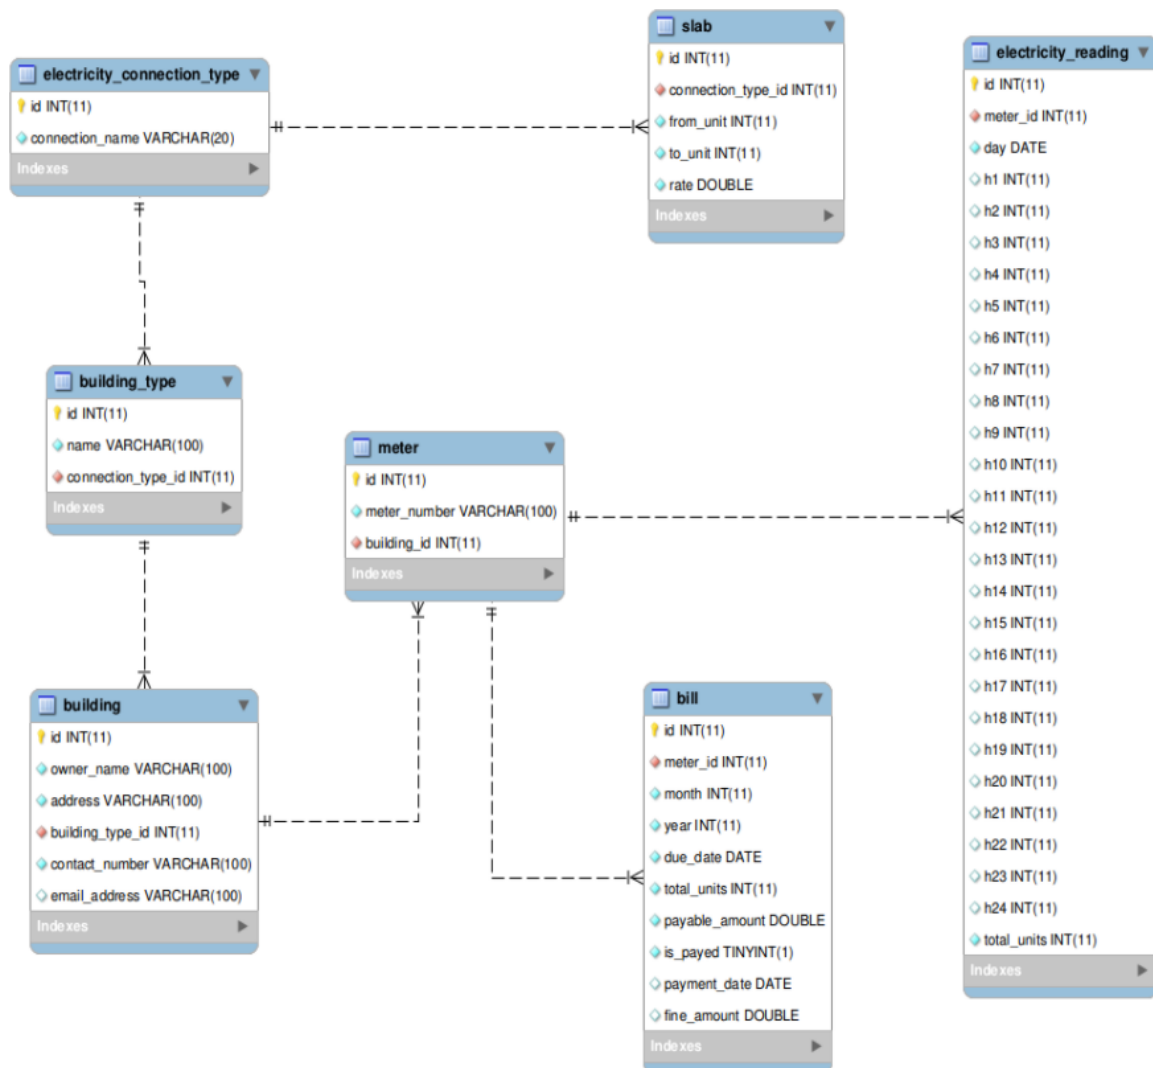 electricity_connection_type
id INT(11)
connection_name VARCHAR(20)
Indexes
slab
id INT(11)
connection_type_id INT(11)
from_unit INT(11)
to_unit INT(11)
rate DOUBLE
Indexes
electricity_reading
id INT(11)
meter_id INT(11)
day DATE
h1 INT(11)
h2 INT(11)
h3 INT(11)
h4 INT(11)
h5 INT(11)
h6 INT(11)
h7 INT(11)
h8 INT(11)
h9 INT(11)
h10 INT(11)
h11 INT(11)
h12 INT(11)
h13 INT(11)
h14 INT(11)
h15 INT(11)
h16 INT(11)
h17 INT(11)
h18 INT(11)
h19 INT(11)
h20 INT(11)
h21 INT(11)
h22 INT(11)
h23 INT(11)
h24 INT(11)
total_units INT(11)
Indexes
building_type
id INT(11)
name VARCHAR(100)
connection_type_id INT(11)
Indexes
meter
id INT(11)
meter_number VARCHAR(100)
building_id INT(11)
Indexes
building
id INT(11)
owner_name VARCHAR(100)
address VARCHAR(100)
building_type_id INT(11)
contact_number VARCHAR(100)
email_address VARCHAR(100)
Indexes
bill
id INT(11)
meter_id INT(11)
month INT(11)
year INT(11)
due_date DATE
total_units INT(11)
payable_amount DOUBLE
is_payed TINYINT(1)
payment_date DATE
fine_amount DOUBLE
Indexes